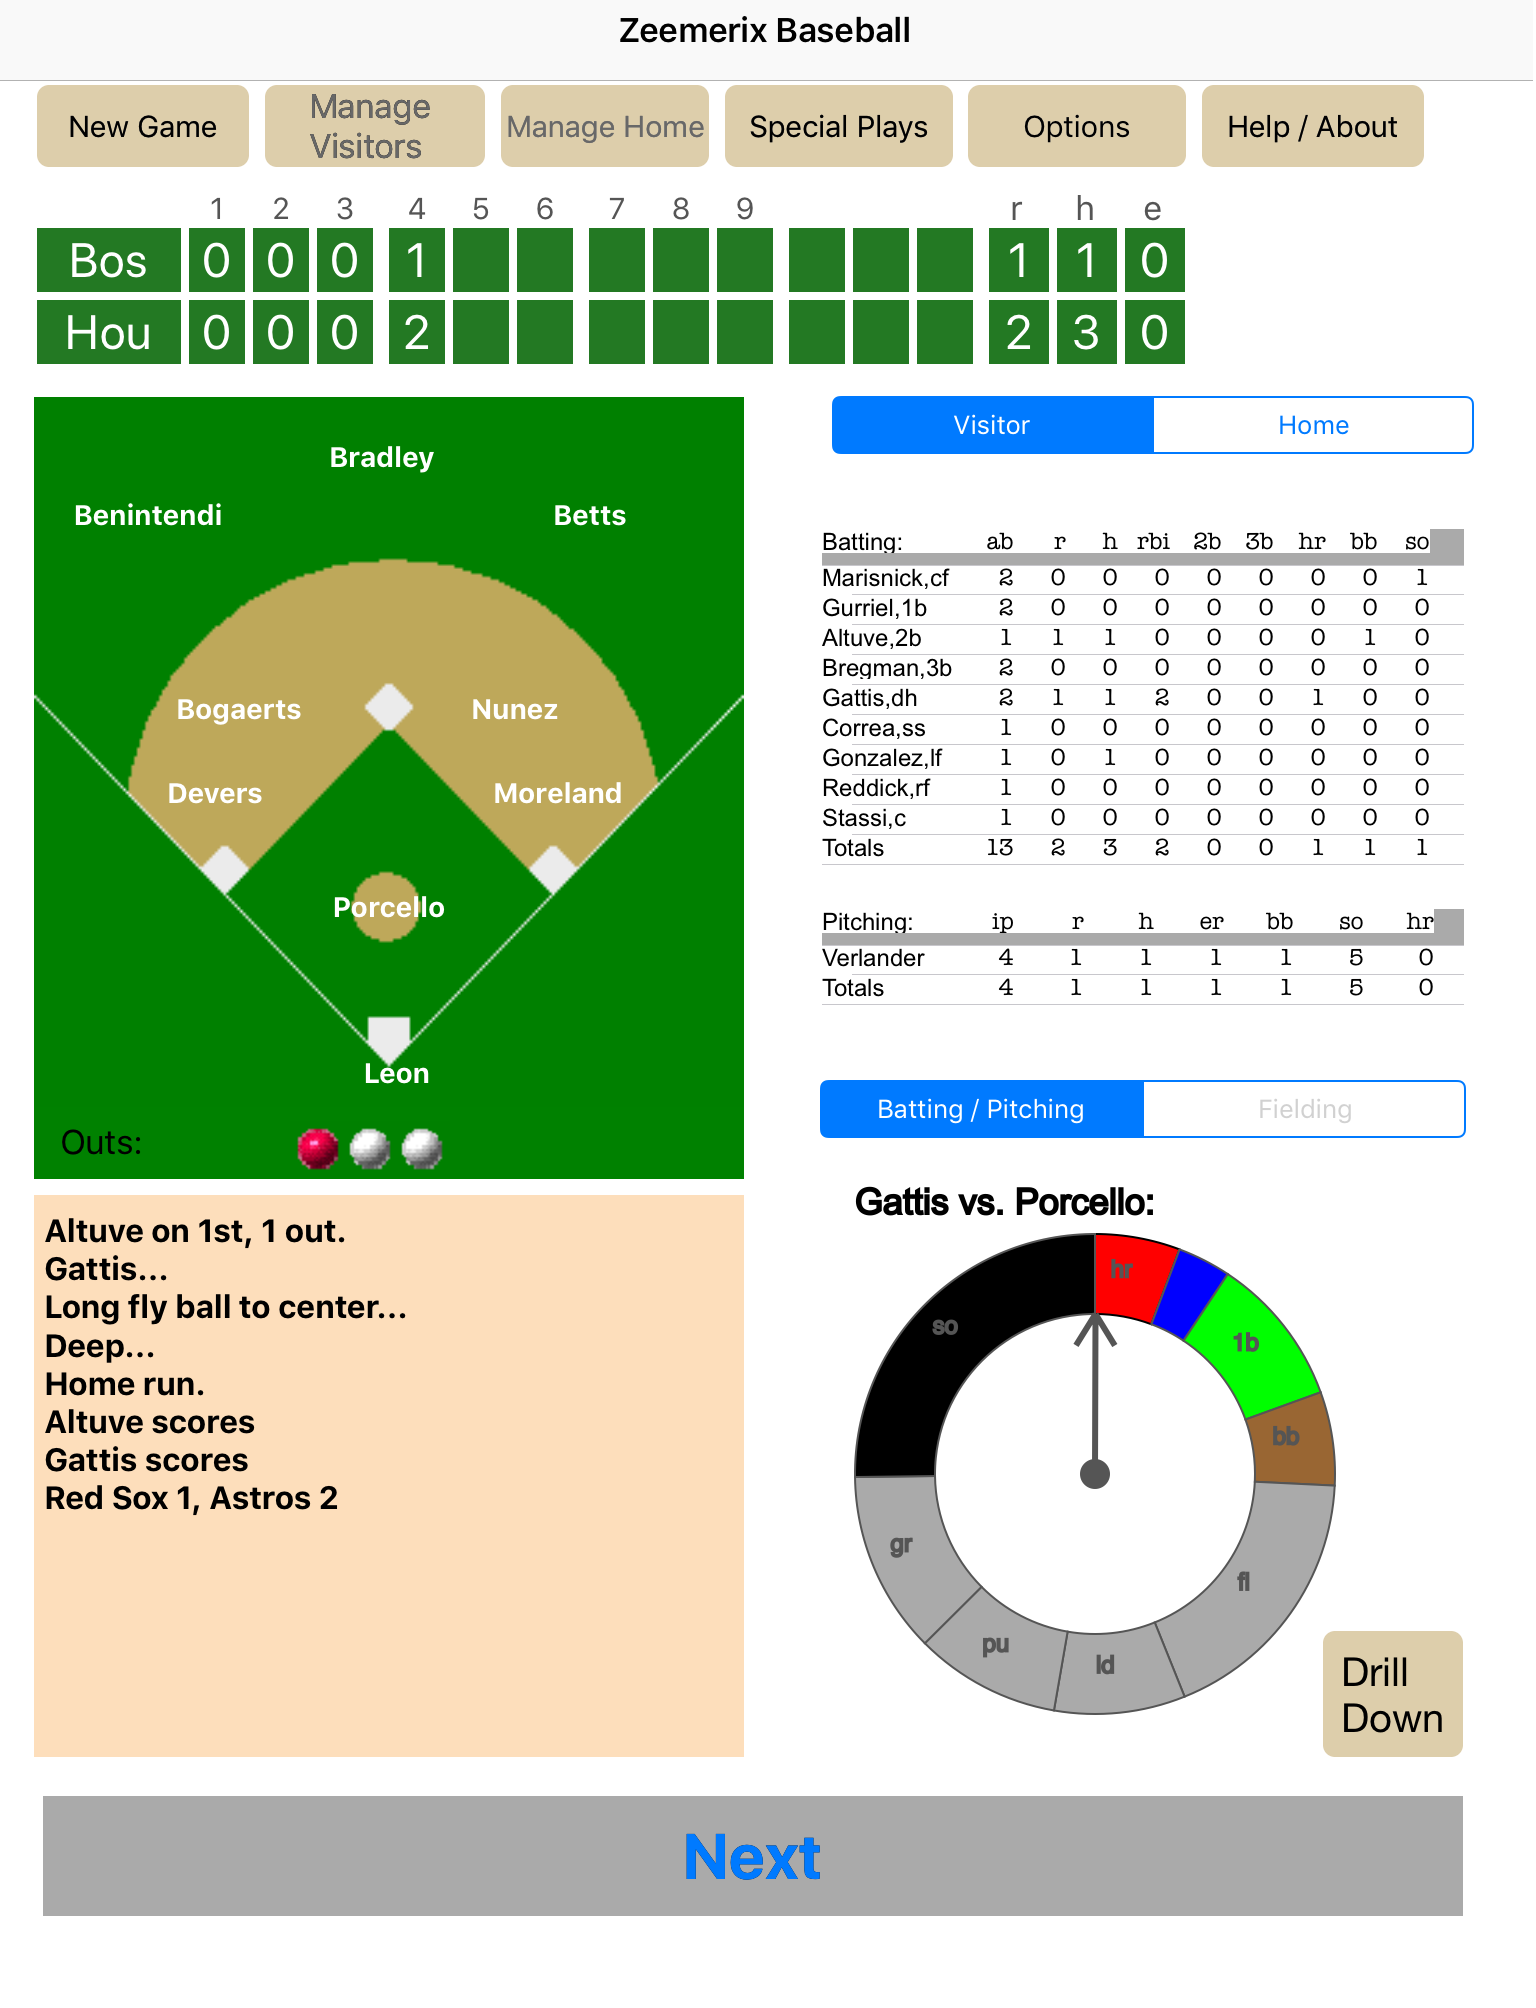 Zeemerix Baseball
New Game
Manage
Visitors
Manage Home
Special Plays
Options
Help / About
1 2 3 4 5 6 7 8 9 r h e
Bos 0 0 0 1 1 1 0
Hou 0 0 0 2 2 3 0
Visitor Home
Bradley
Benintendi Betts
Bogaerts Nunez
Devers Moreland
Porcello
Leon
Outs:
Batting: ab r h rbi 2b 3b hr bb so
Marisnick,cf 2 0 0 0 0 0 0 0 1
Gurriel,1b 2 0 0 0 0 0 0 0 0
Altuve,2b 1 1 1 0 0 0 0 1 0
Bregman,3b 2 0 0 0 0 0 0 0 0
Gattis,dh 2 1 1 2 0 0 1 0 0
Correa,ss 1 0 0 0 0 0 0 0 0
Gonzalez,lf 1 0 1 0 0 0 0 0 0
Reddick,rf 1 0 0 0 0 0 0 0 0
Stassi,c 1 0 0 0 0 0 0 0 0
Totals 13 2 3 2 0 0 1 1 1
Pitching: ip r h er bb so hr
Verlander 4 1 1 1 1 5 0
Totals 4 1 1 1 1 5 0
Batting / Pitching Fielding
Altuve on 1st, 1 out.
Gattis...
Long fly ball to center...
Deep...
Home run.
Altuve scores
Gattis scores
Red Sox 1, Astros 2
Gattis vs. Porcello:
hr
so
1b
bb
gr
fl
pu
ld
Drill
Down
Next